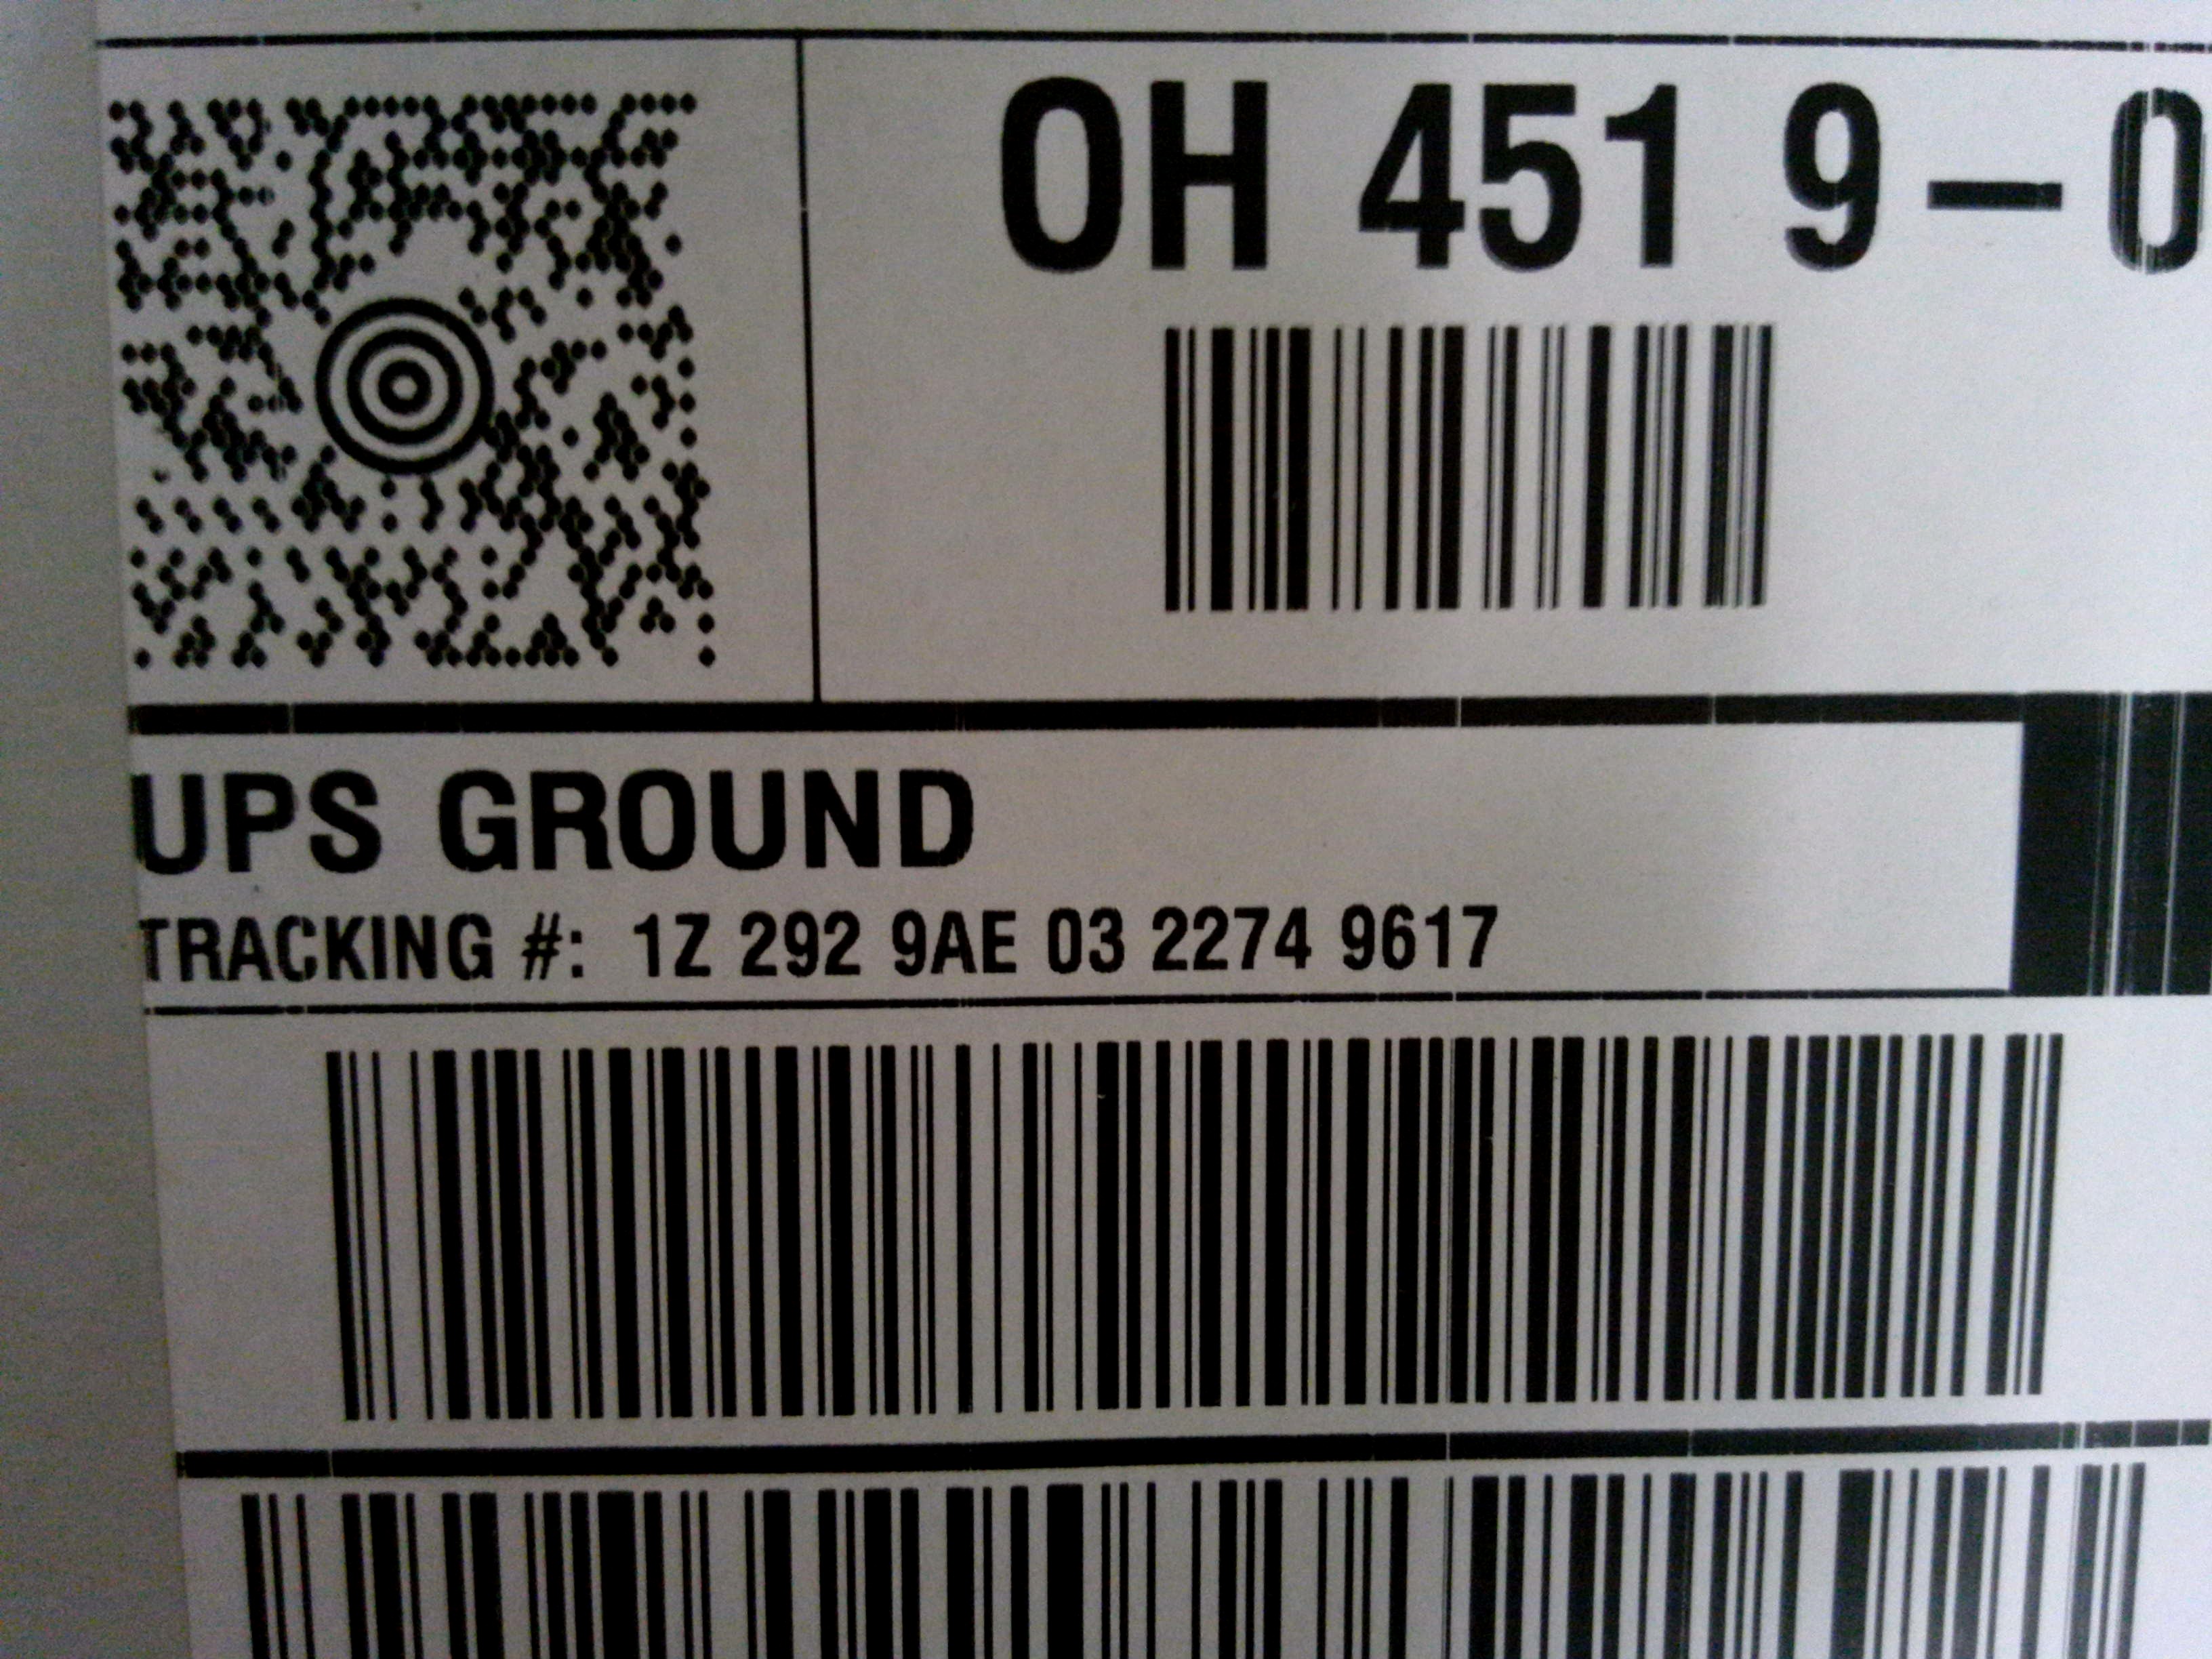 OH 451 9-0
UPS GROUND
TRACKING #: 1Z 292 9AE 03 2274 9617